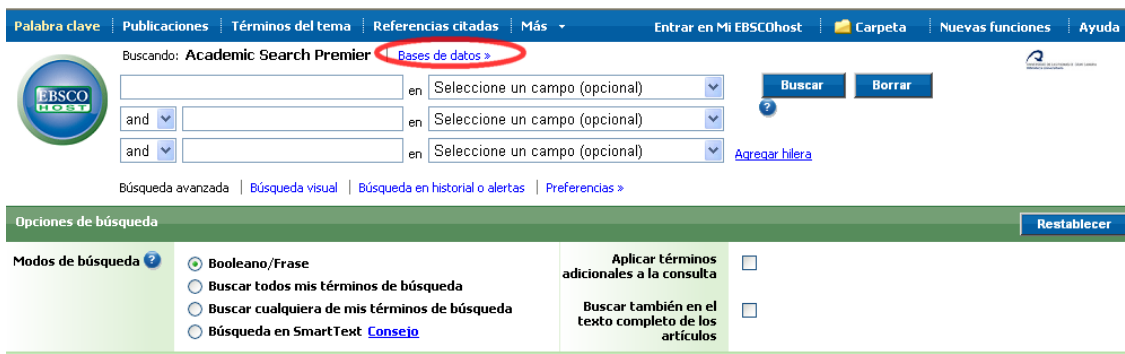 Palabra clave Publicaciones Términos del tema Referencias citadas Más Entrar en Mi EBSCOhost Carpeta Nuevas funciones Ayuda
Buscando: Academic Search Premier Bases de datos »
EBSCO
HOST
en Seleccione un campo (opcional) Buscar Borrar
?
and en Seleccione un campo (opcional)
and en Seleccione un campo (opcional) Agregar hilera
Búsqueda avanzada Búsqueda visual Búsqueda en historial o alertas Preferencias »
Opciones de búsqueda Restablecer
Modos de búsqueda ?
Booleano/Frase
Buscar todos mis términos de búsqueda
Buscar cualquiera de mis términos de búsqueda
Búsqueda en SmartText Consejo
Aplicar términos
adicionales a la consulta
Buscar también en el
texto completo de los
artículos